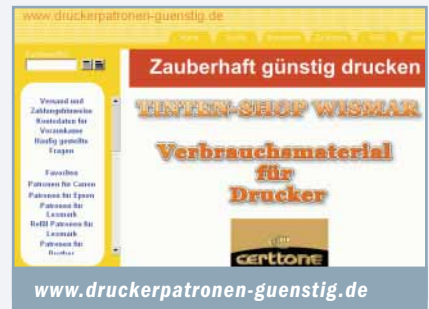 www.druckerpatronen-guenstig.de
Zauberhaft günstig drucken
TINTEN-SHOP WISMAR
Verbrauchsmaterial
für
Drucker
certtone
Versand und
Zahlungshinweise
Kontodaten für
Vorauskasse
Häufig gestellte
Fragen
Favoriten
Patronen für Canon
Patronen für Epson
Patronen für
Lexmark
Refill Patronen für
Lexmark
Patronen für
Brother
www.druckerpatronen-guenstig.de